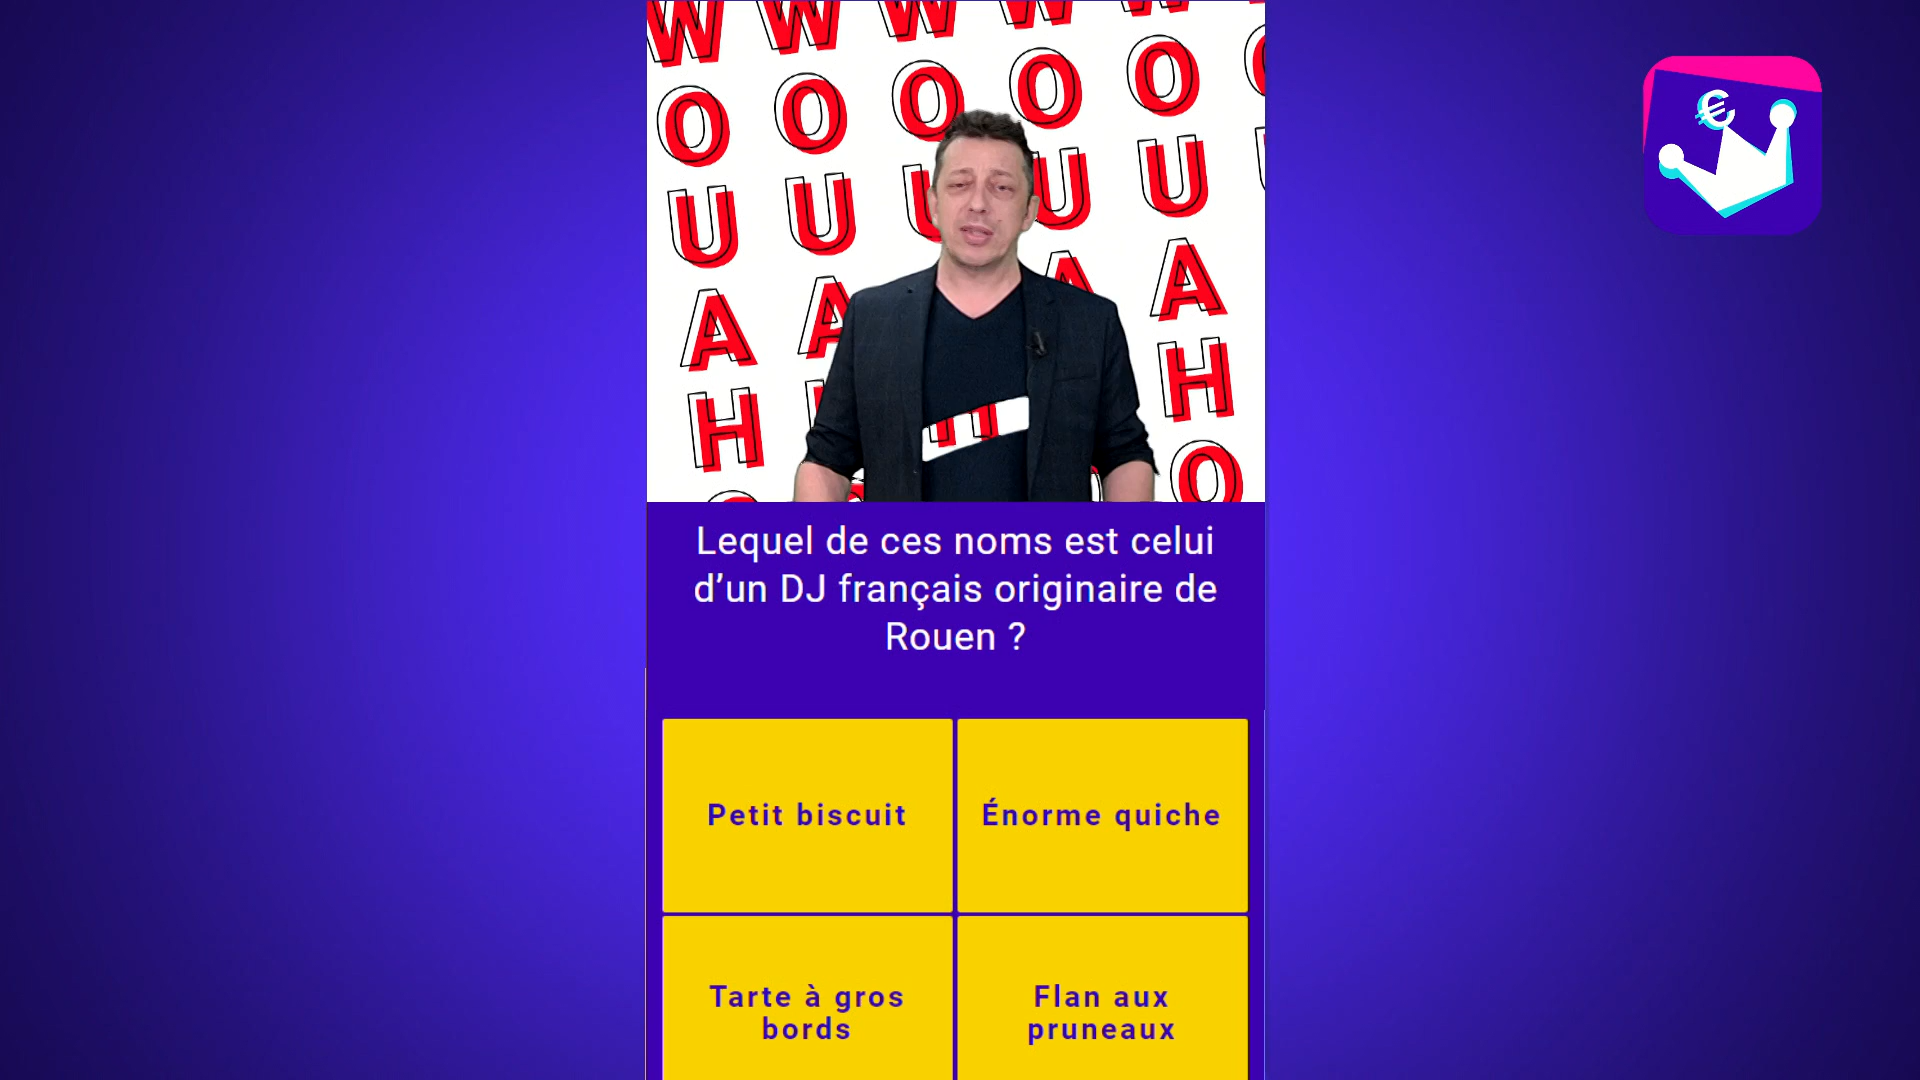 WOUAHO
Lequel de ces noms est celui
d’un DJ français originaire de
Rouen ?
Petit biscuit
Énorme quiche
Tarte à gros
bords
Flan aux
pruneaux
€